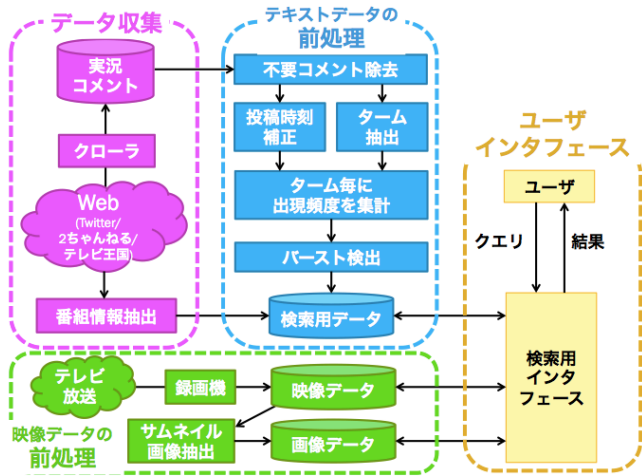 データ収集
実況
コメント
クローラ
Web
(Twitter/
2ちゃんねる/
テレビ王国)
番組情報抽出
テキストデータの
前処理
不要コメント除去
投稿時刻
補正
ターム
抽出
ターム毎に
出現頻度を集計
バースト検出
検索用データ
ユーザ
インタフェース
ユーザ
クエリ
結果
検索用
インタ
フェース
テレビ
放送
録画機
映像データ
サムネイル
画像抽出
画像データ
映像データの
前処理